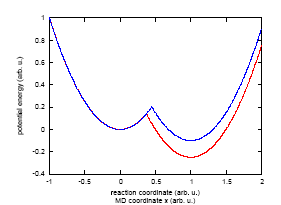 1
0.8
0.6
0.4
0.2
0
-0.2
-0.4
potential energy (arb. u.)
-1 -0.5 0 0.5 1 1.5 2
reaction coordinate (arb. u.)
MD coordinate x (arb. u.)